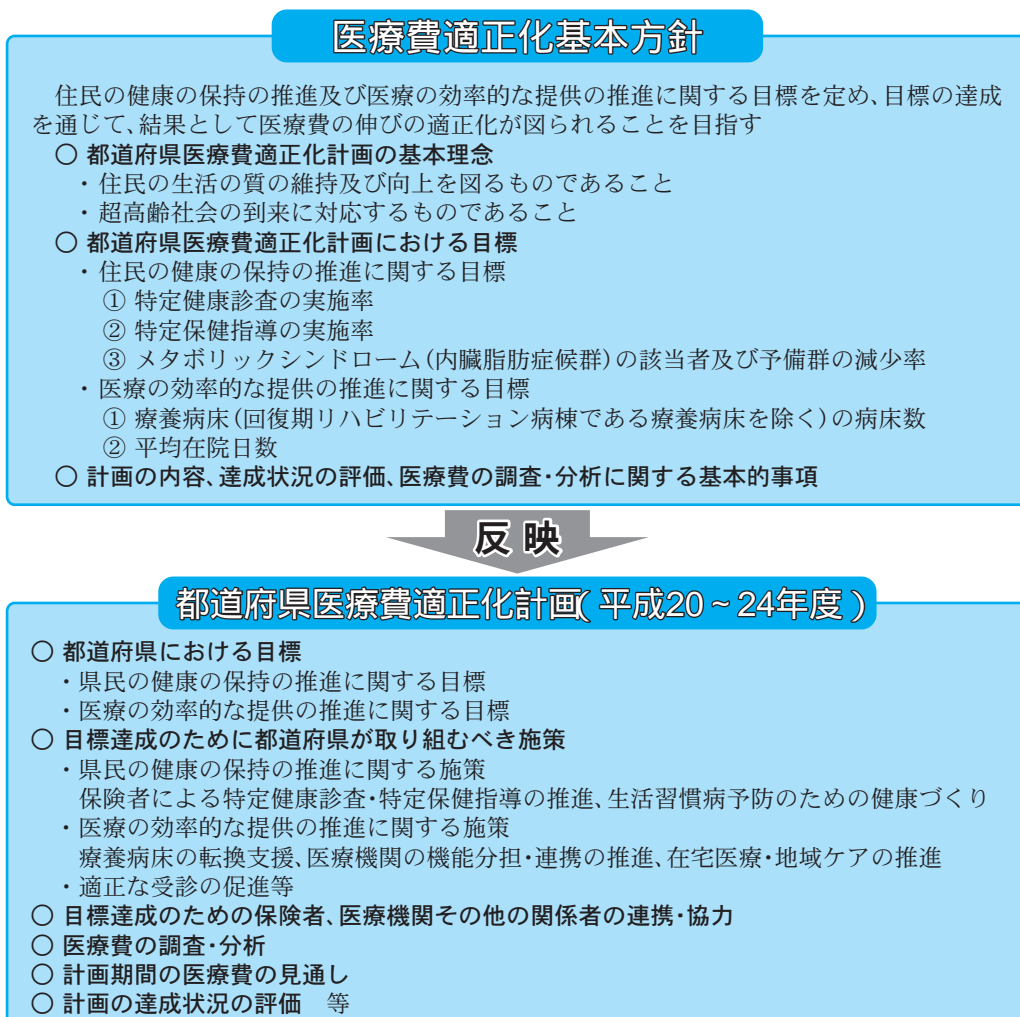 医療費適正化基本方針
住民の健康の保持の推進及び医療の効率的な提供の推進に関する目標を定め、目標の達成
を通じて、結果として医療費の伸びの適正化が図られることを目指す
〇 都道府県医療費適正化計画の基本理念
・住民の生活の質の維持及び向上を図るものであること
・超高齢社会の到来に対応するものであること
〇 都道府県医療費適正化計画における目標
・住民の健康の保持の推進に関する目標
① 特定健康診査の実施率
② 特定保健指導の実施率
③ メタボリックシンドローム(内臓脂肪症候群)の該当者及び予備群の減少率
・医療の効率的な提供の推進に関する目標
① 療養病床(回復期リハビリテーション病棟である療養病床を除く)の病床数
② 平均在院日数
〇 計画の内容、達成状況の評価、医療費の調査・分析に関する基本的事項
反 映
都道府県医療費適正化計画(平成20~24年度)
〇 都道府県における目標
・県民の健康の保持の推進に関する目標
・医療の効率的な提供の推進に関する目標
〇 目標達成のために都道府県が取り組むべき施策
・県民の健康の保持の推進に関する施策
保険者による特定健康診査・特定保健指導の推進、生活習慣病予防のための健康づくり
・医療の効率的な提供の推進に関する施策
療養病床の転換支援、医療機関の機能分担・連携の推進、在宅医療・地域ケアの推進
・適正な受診の促進等
〇 目標達成のための保険者、医療機関その他の関係者の連携・協力
〇 医療費の調査・分析
〇 計画期間の医療費の見通し
〇 計画の達成状況の評価 等